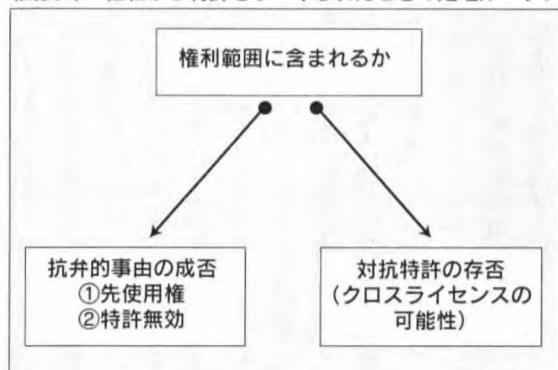 権利範囲に含まれるか
抗弁的事由の成否
①先使用権
②特許無効
対抗特許の存否
(クロスライセンスの
可能性)